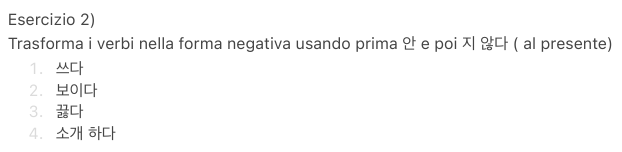 Esercizio 2)
Trasforma i verbi nella forma negativa usando prima 안 e poi 지 않다 ( al presente)
1. 쓰다
2. 보이다
3. 끓다
4. 소개 하다